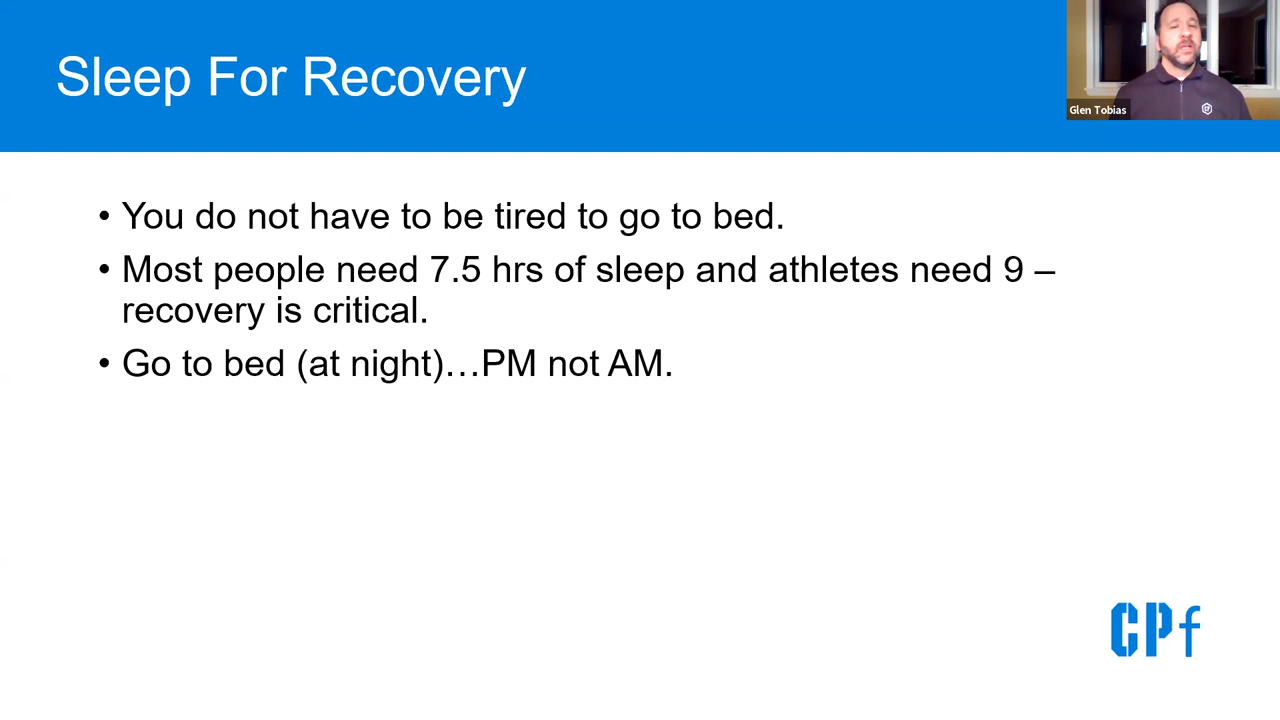 Sleep For Recovery
Glen Tobias
• You do not have to be tired to go to bed.
• Most people need 7.5 hrs of sleep and athletes need 9 –
recovery is critical.
• Go to bed (at night)…PM not AM.
CPf